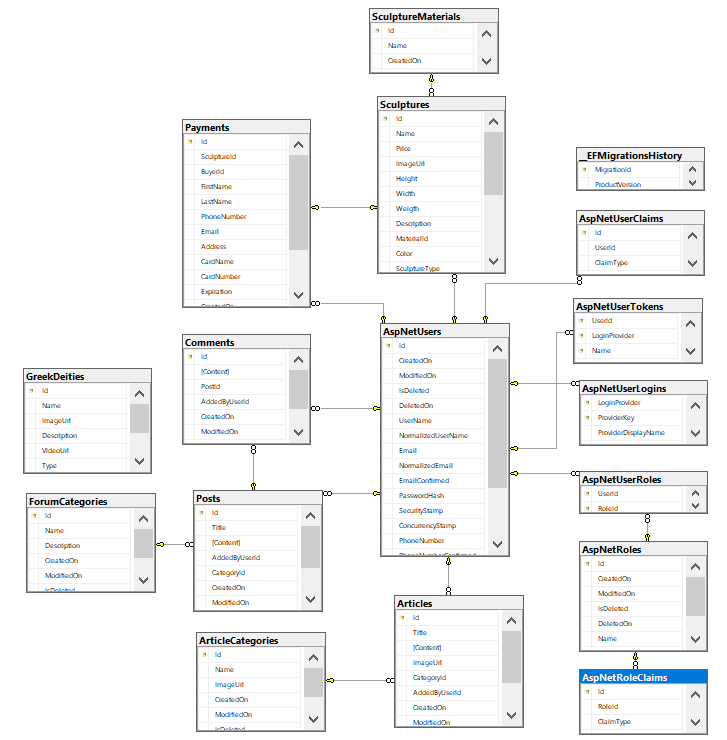 SculptureMaterials
Id
Name
CreatedOn
Sculptures
Id
Name
Price
ImageUrl
Height
Width
Weigth
Description
MaterialId
Color
SculptureType
Payments
Id
SculptureId
BuyerId
FirstName
LastName
PhoneNumber
Email
Address
CardName
CardNumber
Expiration
CreatedOn
__EFMigrationsHistory
MigrationId
ProductVersion
AspNetUserClaims
Id
UserId
ClaimType
AspNetUserTokens
UserId
LoginProvider
Name
AspNetUsers
Id
CreatedOn
ModifiedOn
IsDeleted
DeletedOn
UserName
NormalizedUserName
Email
NormalizedEmail
EmailConfirmed
PasswordHash
SecurityStamp
ConcurrencyStamp
PhoneNumber
PhoneNumberConfirmed
Comments
Id
[Content]
PostId
AddedByUserId
CreatedOn
ModifiedOn
GreekDeities
Id
Name
ImageUrl
Description
VideoUrl
Type
AspNetUserLogins
LoginProvider
ProviderKey
ProviderDisplayName
AspNetUserRoles
UserId
RoleId
ForumCategories
Id
Name
Description
CreatedOn
ModifiedOn
IsDeleted
Posts
Id
Title
[Content]
AddedByUserId
CategoryId
CreatedOn
ModifiedOn
AspNetRoles
Id
CreatedOn
ModifiedOn
IsDeleted
DeletedOn
Name
Articles
Id
Title
[Content]
ImageUrl
CategoryId
AddedByUserId
CreatedOn
ModifiedOn
ArticleCategories
Id
Name
ImageUrl
CreatedOn
ModifiedOn
IsDeleted
AspNetRoleClaims
Id
RoleId
ClaimType